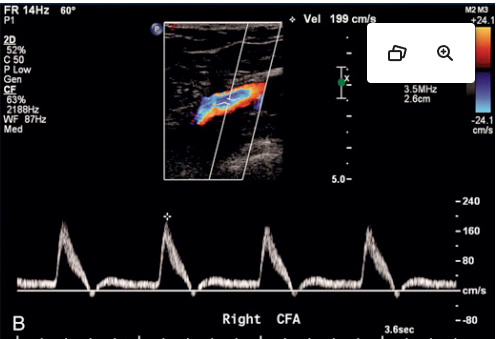 FR 14Hz 60°
P1
2D
52%
C 50
P Low
Gen
CF
63%
2188Hz
WF 87Hz
Med
P
Vel 199 cm/s
M2 M3
+24.1
x
3.5MHz
2.6cm
-24.1
cm/s
5.0
240
160
80
cm/s
-80
B
Right CFA
3.6sec